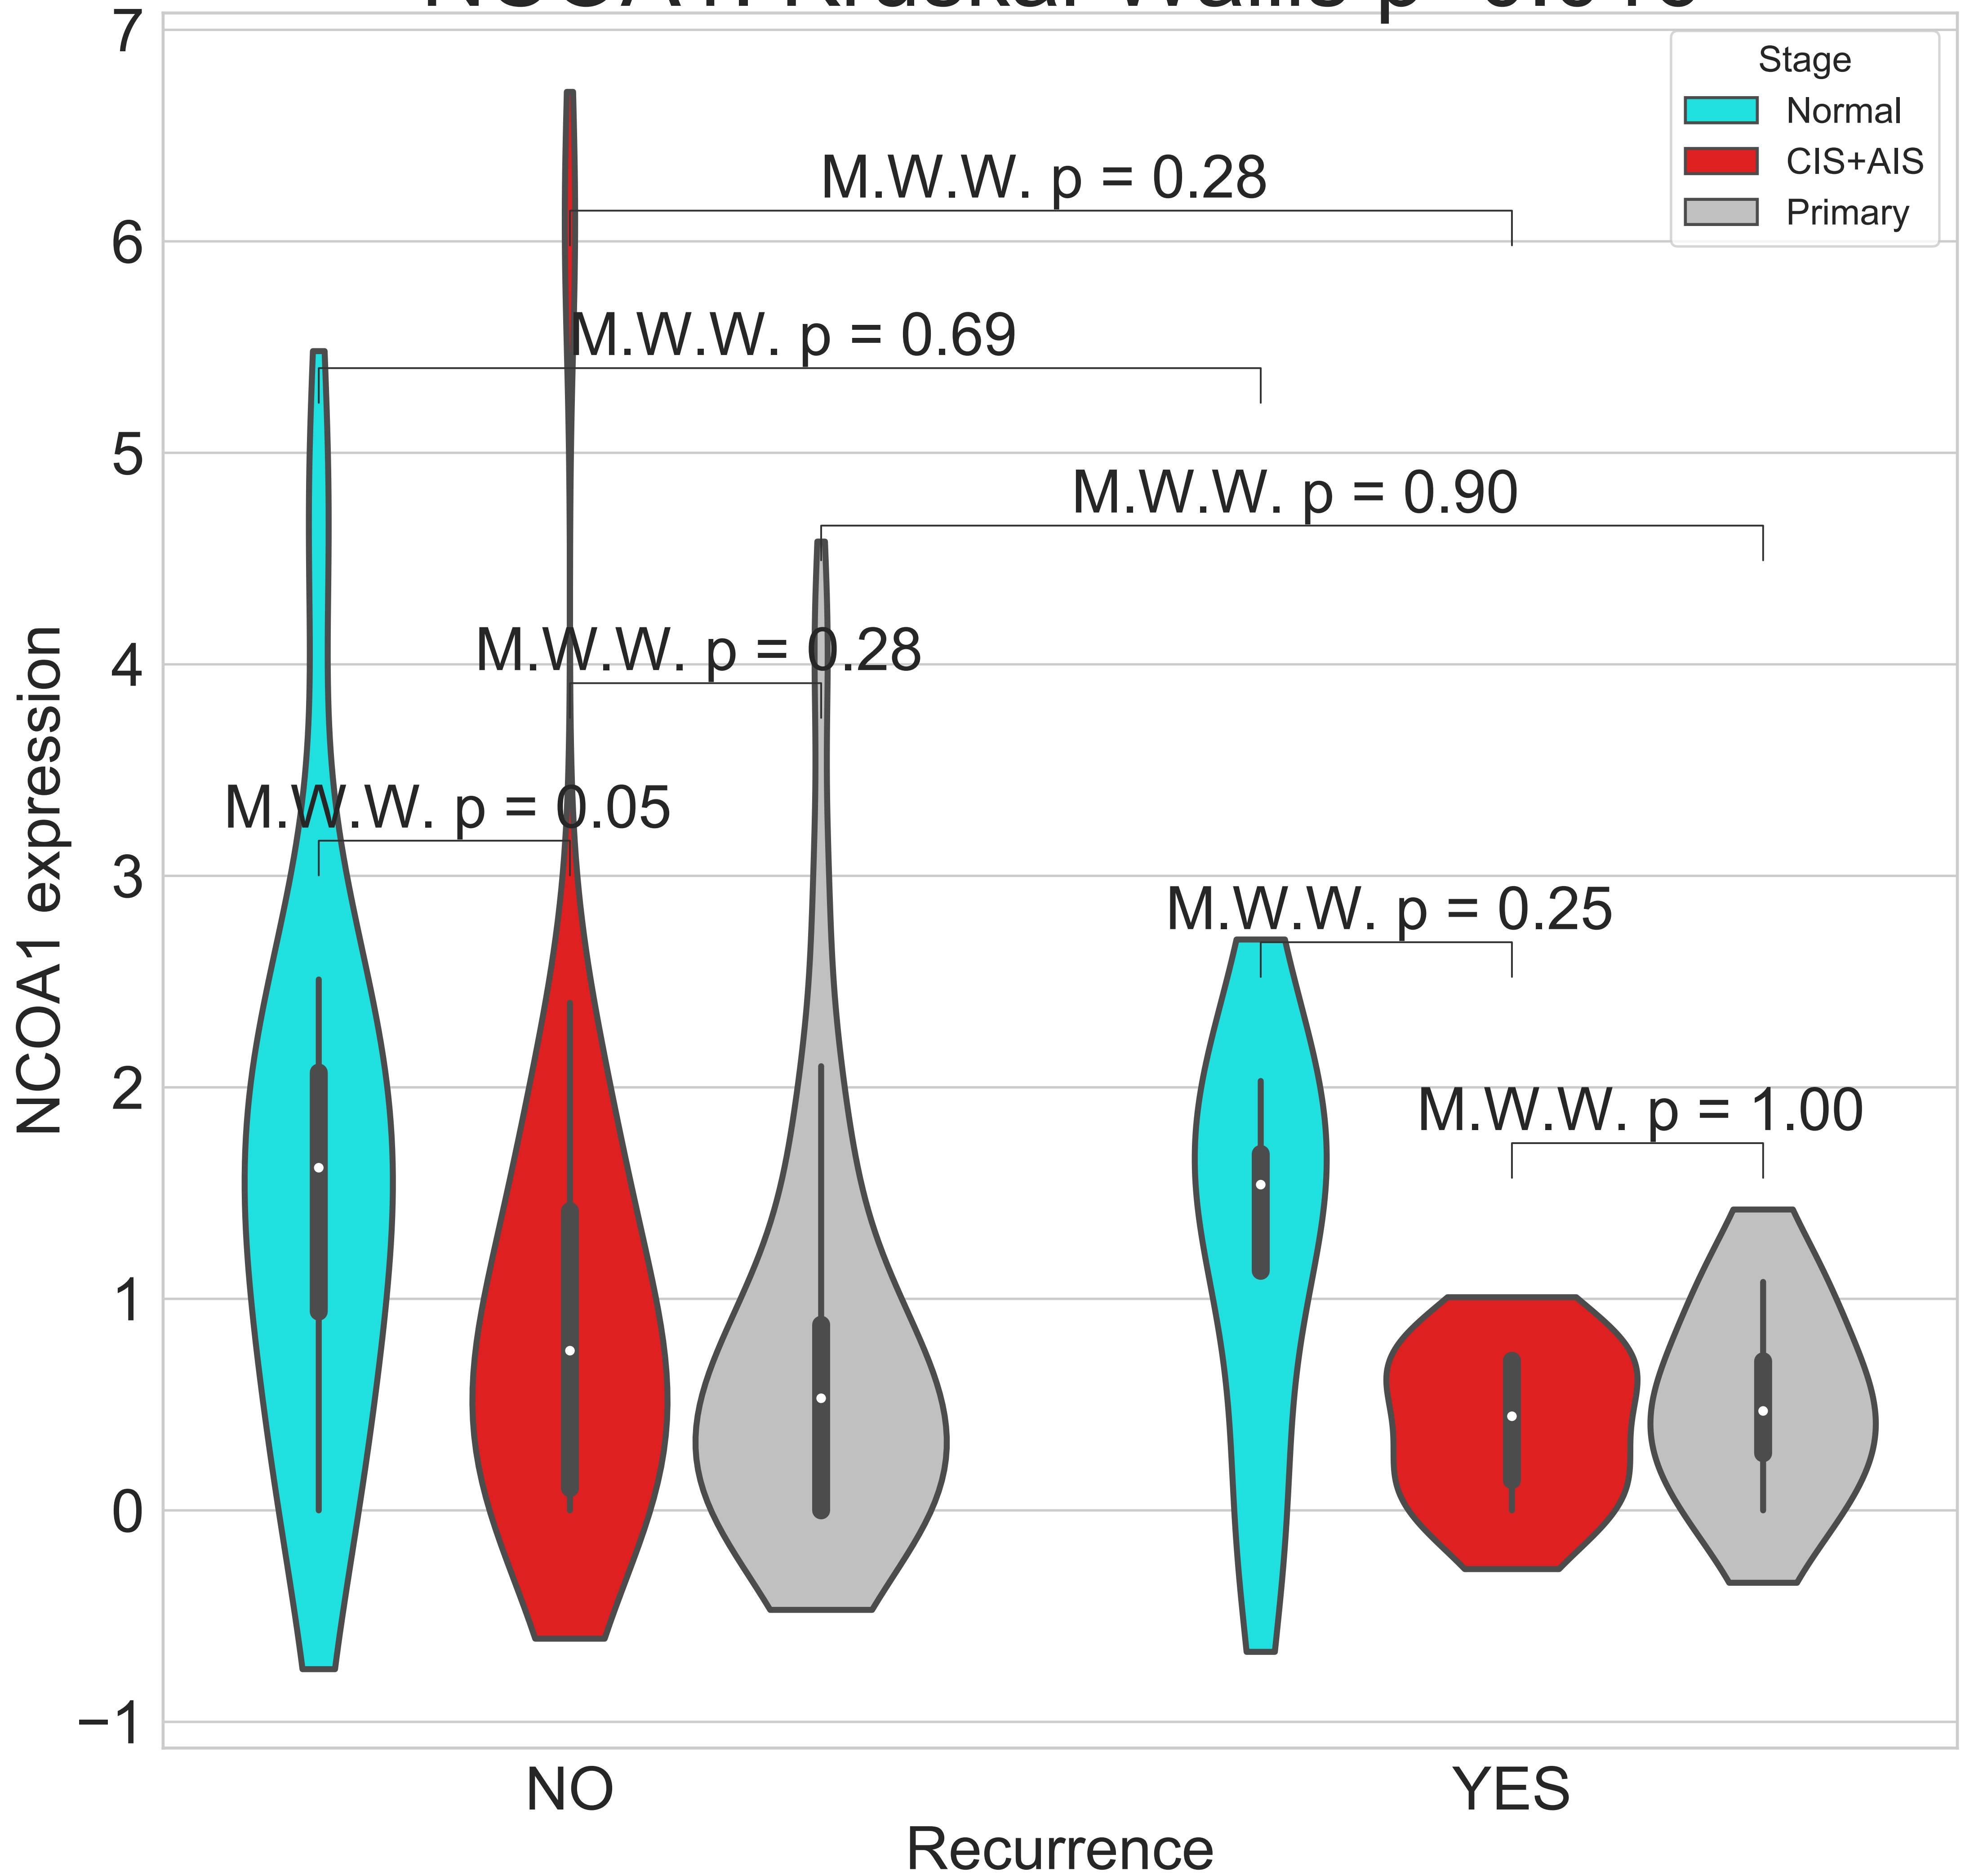 7
6
5
4
3
2
1
0
−1
NCOA1 expression
Stage
Normal
CIS+AIS
Primary
M.W.W. p = 0.28
M.W.W. p = 0.69
M.W.W. p = 0.90
M.W.W. p = 0.28
M.W.W. p = 0.05
M.W.W. p = 0.25
M.W.W. p = 1.00
NO
YES
Recurrence